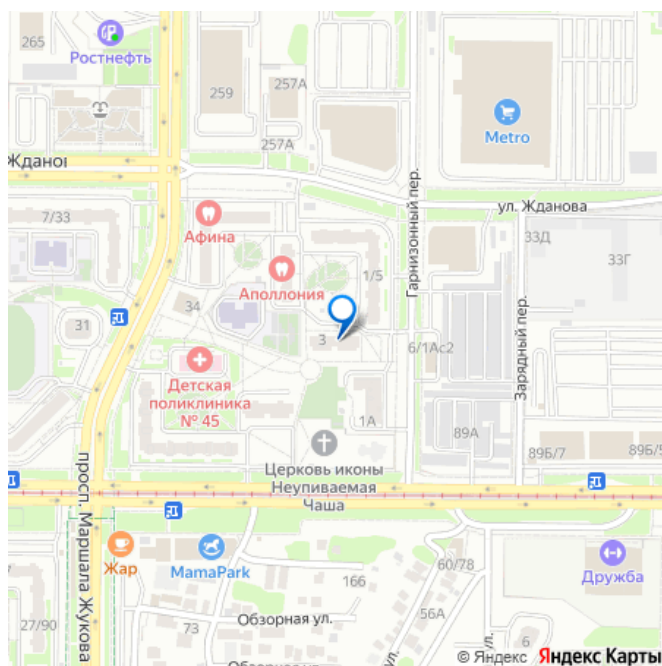 265
Ростнефть
259
257А
257А
Metro
Жданов
ул. Жданова
7/33
Афина
Гарнизонный пер.
33Д
33Г
Аполлония
1/5
34
31
3
6/1Ас2
Зарядный пер.
Детская
поликлиника
№ 45
1А
89А
89Б/7
89Б/5
Церковь иконы
Неупиваемая
Чаша
просп. Маршала Жукова
Жар
MamaPark
166
60/78
Дружба
73
Обзорная ул.
56А
27/90
6
ул.
© Яндекс Яндекс Карты